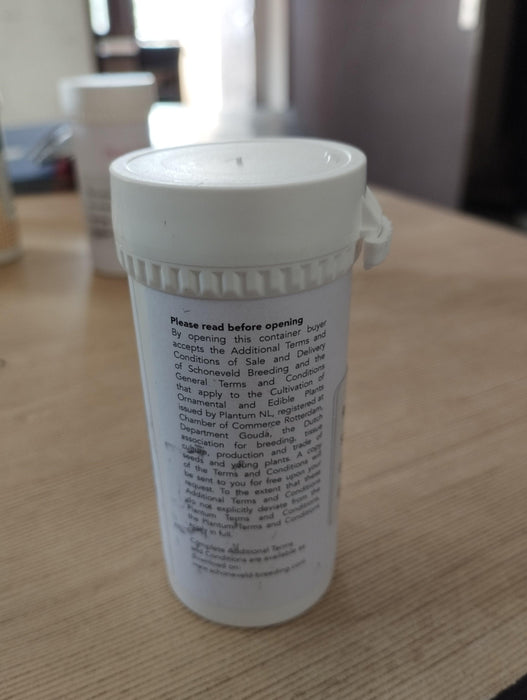 Please read before opening
By opening this container buyer
accepts the Additional Terms and
Conditions of Sale and Delivery
of Schoneveld Breeding and the
General Terms and Conditions
that apply to the Cultivation of
Ornamental and Edible Plants
issued by Plantum NL, registered at
Chamber of Commerce Rotterdam,
Department Gouda, the Dutch
association for breeding, tissue
culture, production and trade of
seeds and young plants. A copy
of the Terms and Conditions will
be sent to you for free upon your
request. To the extent that these
Additional Terms and Conditions
do not explicitly deviate from the
Plantum Terms and Conditions,
the Plantum Terms and Conditions
apply in full.
Complete Additional Terms
and Conditions are available as
download on:
www.schoneveld-breeding.com